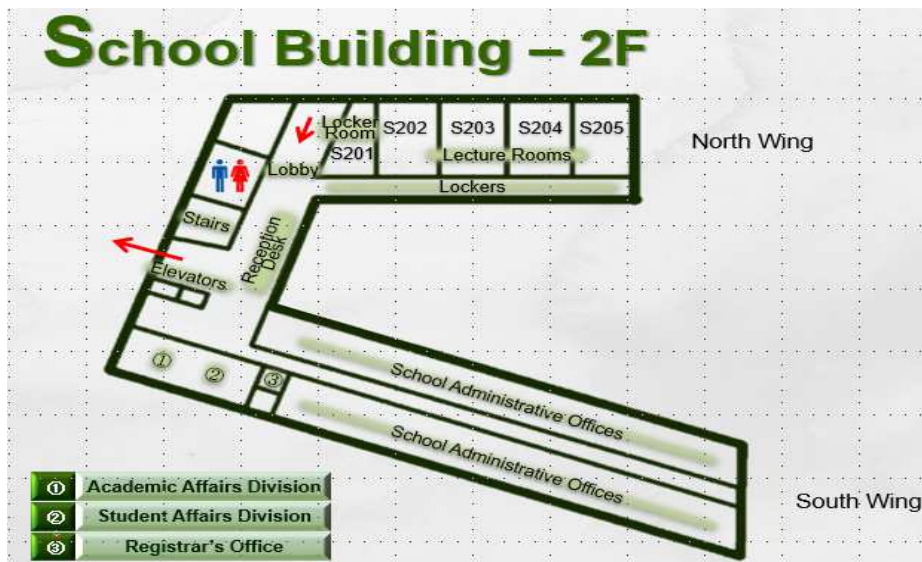 School Building – 2F
Locker
Room
S201
S202
S203
S204
S205
North Wing
Lecture Rooms
Lobby
Lockers
Stairs
Reception
Desk
Elevators
①
②
③
School Administrative Offices
School Administrative Offices
South Wing
① Academic Affairs Division
② Student Affairs Division
③ Registrar's Office